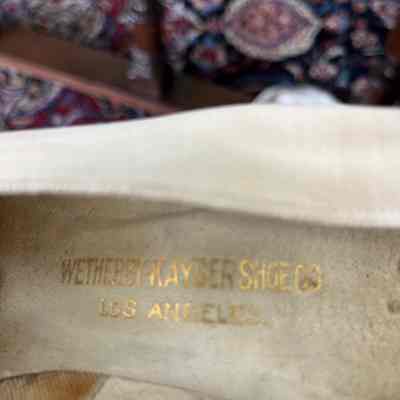 WETHERBY-KAYSER SHOE CO
LOS ANGELES.